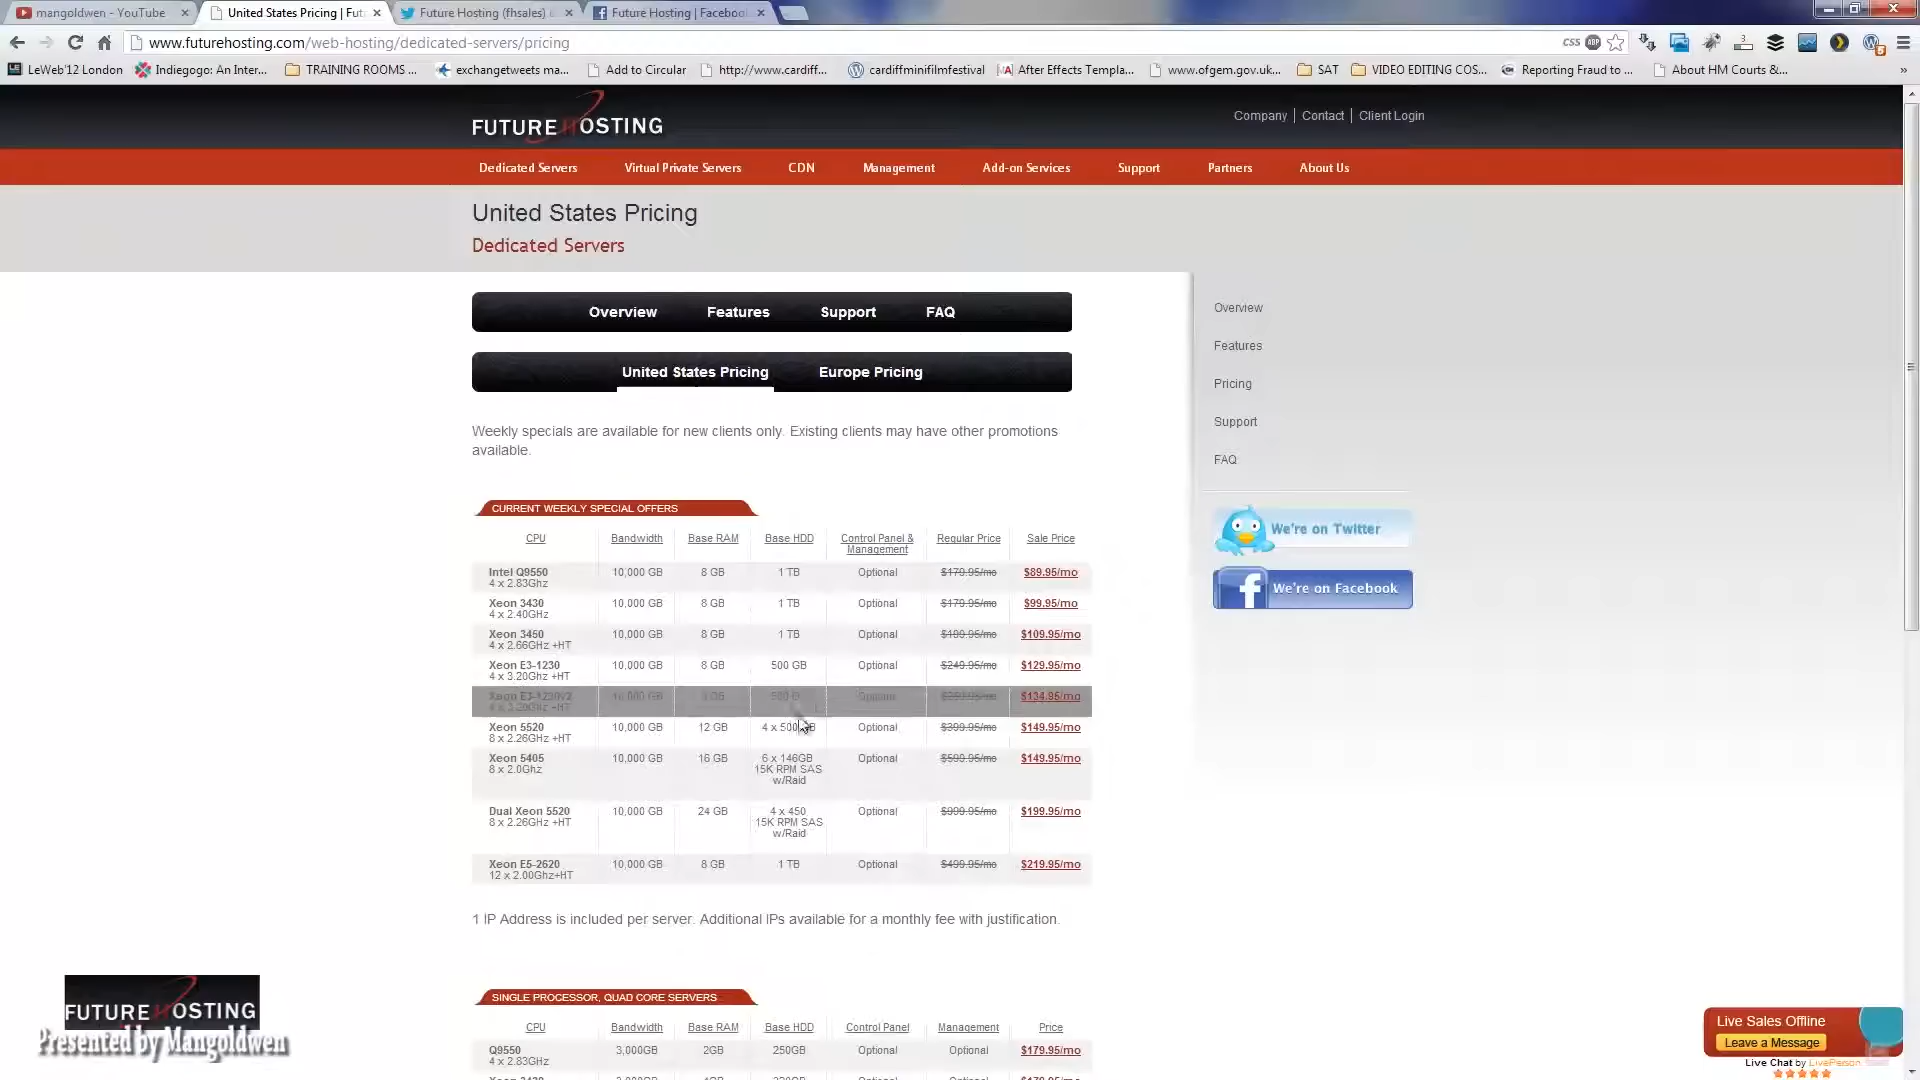 mangoldwen - YouTube
United States Pricing | Fut
Future Hosting (fhsales)
Future Hosting | Facebook
www.futurehosting.com/web-hosting/dedicated-servers/pricing
CSS
ABP
LeWeb'12 London
Indiegogo: An Inter...
TRAINING ROOMS ...
exchangetweets ma...
Add to Circular
http://www.cardiff...
cardiffminifilmfestival
After Effects Templa...
www.ofgem.gov.uk...
SAT
VIDEO EDITING COS...
Reporting Fraud to ...
About HM Courts &...
FUTURE HOSTING
Company | Contact | Client Login
Dedicated Servers Virtual Private Servers CDN Management Add-on Services Support Partners About Us
United States Pricing
Dedicated Servers
Overview Features Support FAQ
United States Pricing Europe Pricing
Weekly specials are available for new clients only. Existing clients may have other promotions
available.
CURRENT WEEKLY SPECIAL OFFERS
CPU Bandwidth Base RAM Base HDD Control Panel & Management Regular Price Sale Price
Intel Q9550 10,000 GB 8 GB 1 TB Optional $179.95/mo $89.95/mo
4 x 2.83Ghz
Xeon 3430 10,000 GB 8 GB 1 TB Optional $179.95/mo $99.95/mo
4 x 2.40GHz
Xeon 3450 10,000 GB 8 GB 1 TB Optional $189.95/mo $109.95/mo
4 x 2.66GHz +HT
Xeon E3-1230 10,000 GB 8 GB 500 GB Optional $249.95/mo $129.95/mo
4 x 3.20Ghz +HT
Xeon E3-1230V2 10,000 GB Optional $134.95/mo
Xeon 5520 10,000 GB 12 GB 4 x 500GB Optional $399.95/mo $149.95/mo
8 x 2.26GHz +HT
Xeon 5405 10,000 GB 16 GB 6 x 146GB Optional $599.95/mo $149.95/mo
8 x 2.0Ghz 15K RPM SAS
w/Raid
Dual Xeon 5520 10,000 GB 24 GB 4 x 450 Optional $999.95/mo $199.95/mo
8 x 2.26GHz +HT 15K RPM SAS
w/Raid
Xeon E5-2620 10,000 GB 8 GB 1 TB Optional $499.95/mo $219.95/mo
12 x 2.00Ghz+HT
1 IP Address is included per server. Additional IPs available for a monthly fee with justification.
SINGLE PROCESSOR, QUAD CORE SERVERS
CPU Bandwidth Base RAM Base HDD Control Panel Management Price
Q9550 3,000GB 2GB 250GB Optional Optional $179.95/mo
4 x 2.83GHz
Overview
Features
Pricing
Support
FAQ
We're on Twitter
We're on Facebook
FUTURE HOSTING
Presented by Mangoldwen
Live Sales Offline
Leave a Message
Live Chat by LivePerson